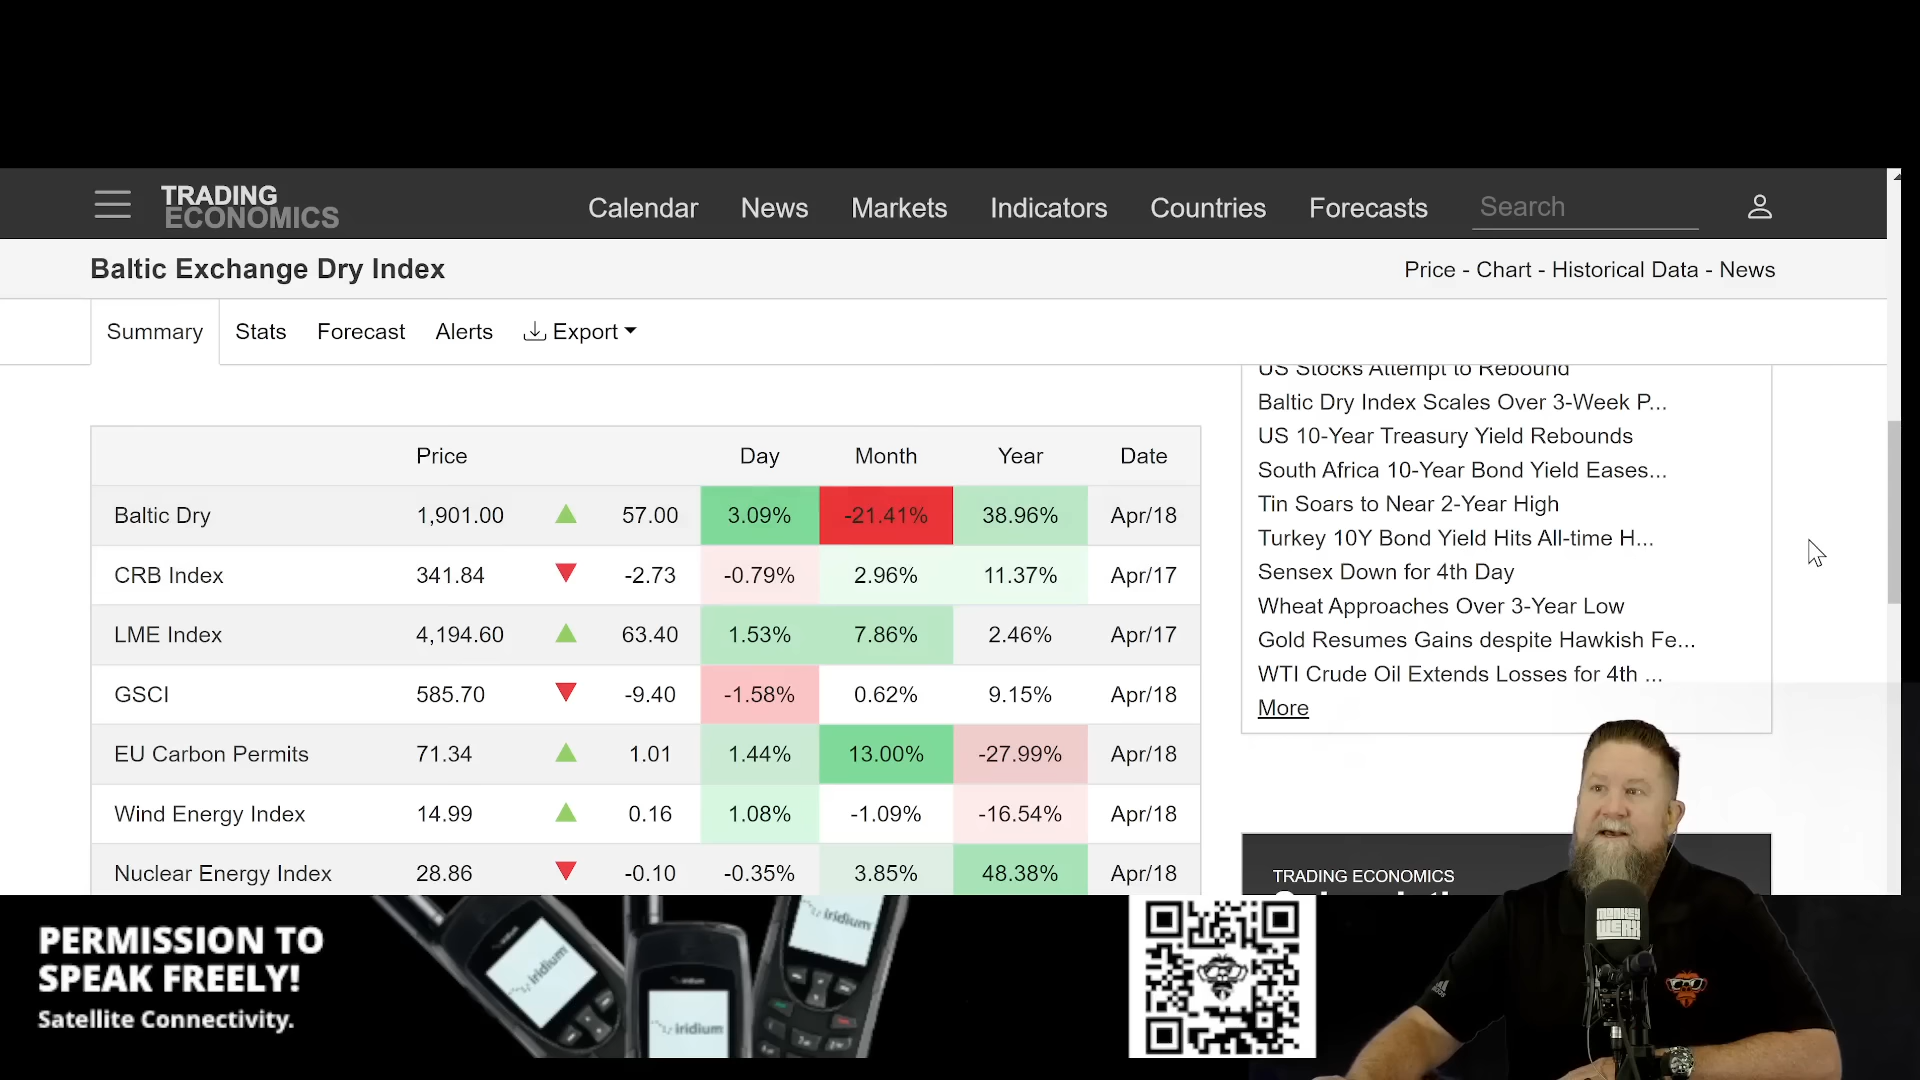 TRADING
ECONOMICS
Calendar News Markets Indicators Countries Forecasts Search
Baltic Exchange Dry Index
Price - Chart - Historical Data - News
Summary Stats Forecast Alerts Export
Price Day Month Year Date
Baltic Dry 1,901.00 57.00 3.09% -21.41% 38.96% Apr/18
CRB Index 341.84 -2.73 -0.79% 2.96% 11.37% Apr/17
LME Index 4,194.60 63.40 1.53% 7.86% 2.46% Apr/17
GSCI 585.70 -9.40 -1.58% 0.62% 9.15% Apr/18
EU Carbon Permits 71.34 1.01 1.44% 13.00% -27.99% Apr/18
Wind Energy Index 14.99 0.16 1.08% -1.09% -16.54% Apr/18
Nuclear Energy Index 28.86 -0.10 -0.35% 3.85% 48.38% Apr/18
US Stocks Attempt to Rebound
Baltic Dry Index Scales Over 3-Week P...
US 10-Year Treasury Yield Rebounds
South Africa 10-Year Bond Yield Eases...
Tin Soars to Near 2-Year High
Turkey 10Y Bond Yield Hits All-time H...
Sensex Down for 4th Day
Wheat Approaches Over 3-Year Low
Gold Resumes Gains despite Hawkish Fe...
WTI Crude Oil Extends Losses for 4th ...
More
TRADING ECONOMICS
PERMISSION TO
SPEAK FREELY!
Satellite Connectivity.
iridium
iridium
iridium
MONKEY
WERX
adidas